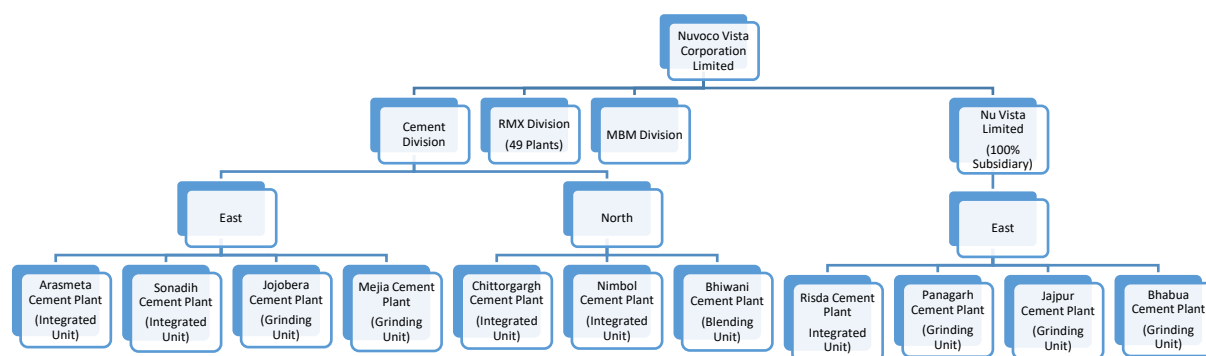 Nuvoco Vista
Corporation
Limited
Cement
Division
RMX Division
(49 Plants)
MBM Division
Nu Vista
Limited
(100%
Subsidiary)
East
North
East
Arasmeta
Cement Plant
(Integrated
Unit)
Sonadih
Cement Plant
(Integrated
Unit)
Jojobera
Cement Plant
(Grinding
Unit)
Mejia Cement
Plant
(Grinding
Unit)
Chittorgargh
Cement Plant
(Integrated
Unit)
Nimbol
Cement Plant
(Integrated
Unit)
Bhiwani
Cement Plant
(Blending
Unit)
Risda Cement
Plant
Integrated
Unit)
Panagarh
Cement Plant
(Grinding
Unit)
Jajpur
Cement Plant
(Grinding
Unit)
Bhabua
Cement Plant
(Grinding
Unit)